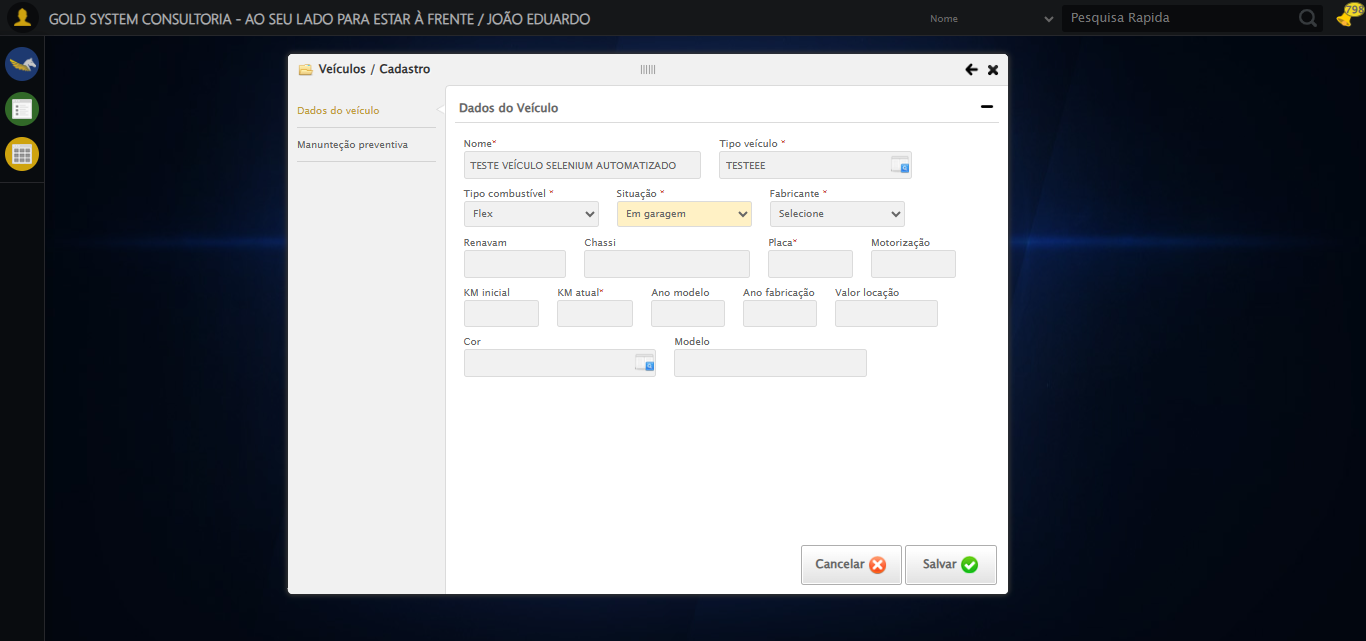 GOLD SYSTEM CONSULTORIA - AO SEU LADO PARA ESTAR À FRENTE / JOÃO EDUARDO
Nome
Pesquisa Rapida
798
Veículos / Cadastro
Dados do veículo
Manunteção preventiva
Dados do Veículo
Nome* Tipo veículo *
TESTE VEÍCULO SELENIUM AUTOMATIZADO TESTEEE
Tipo combustível * Situação * Fabricante *
Flex Em garagem Selecione
Renavam Chassi Placa* Motorização
KM inicial KM atual* Ano modelo Ano fabricação Valor locação
Cor Modelo
Cancelar Salvar